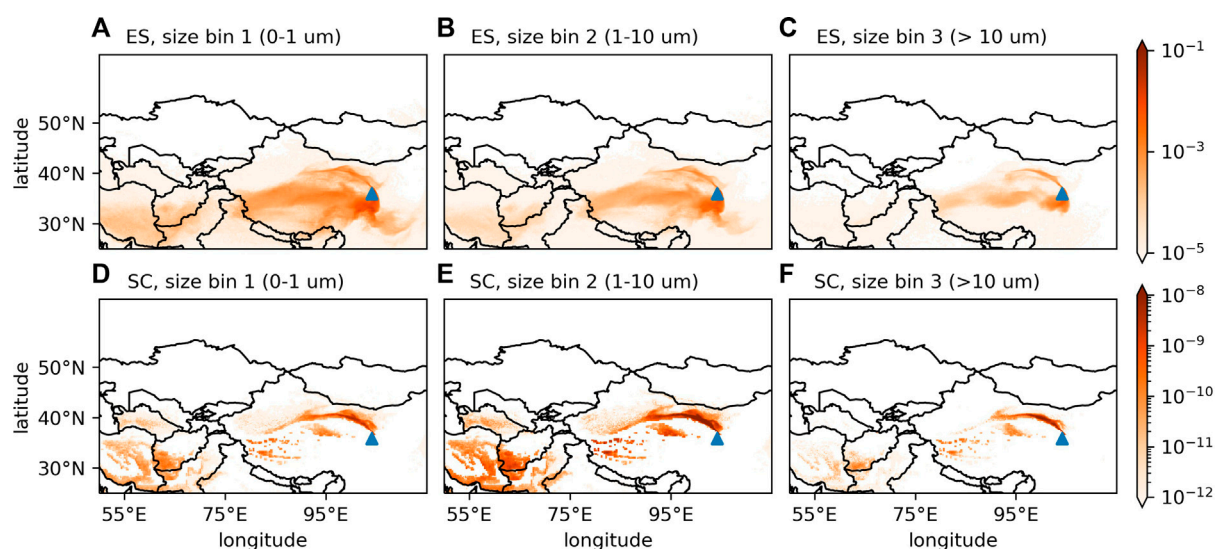 A ES, size bin 1 (0-1 um)
B ES, size bin 2 (1-10 um)
C ES, size bin 3 (> 10 um)
latitude
50°N
40°N
30°N
10⁻¹
10⁻³
10⁻⁵
D SC, size bin 1 (0-1 um)
E SC, size bin 2 (1-10 um)
F SC, size bin 3 (>10 um)
latitude
50°N
40°N
30°N
10⁻⁸
10⁻⁹
10⁻¹⁰
10⁻¹¹
10⁻¹²
55°E 75°E 95°E
55°E 75°E 95°E
55°E 75°E 95°E
longitude
longitude
longitude